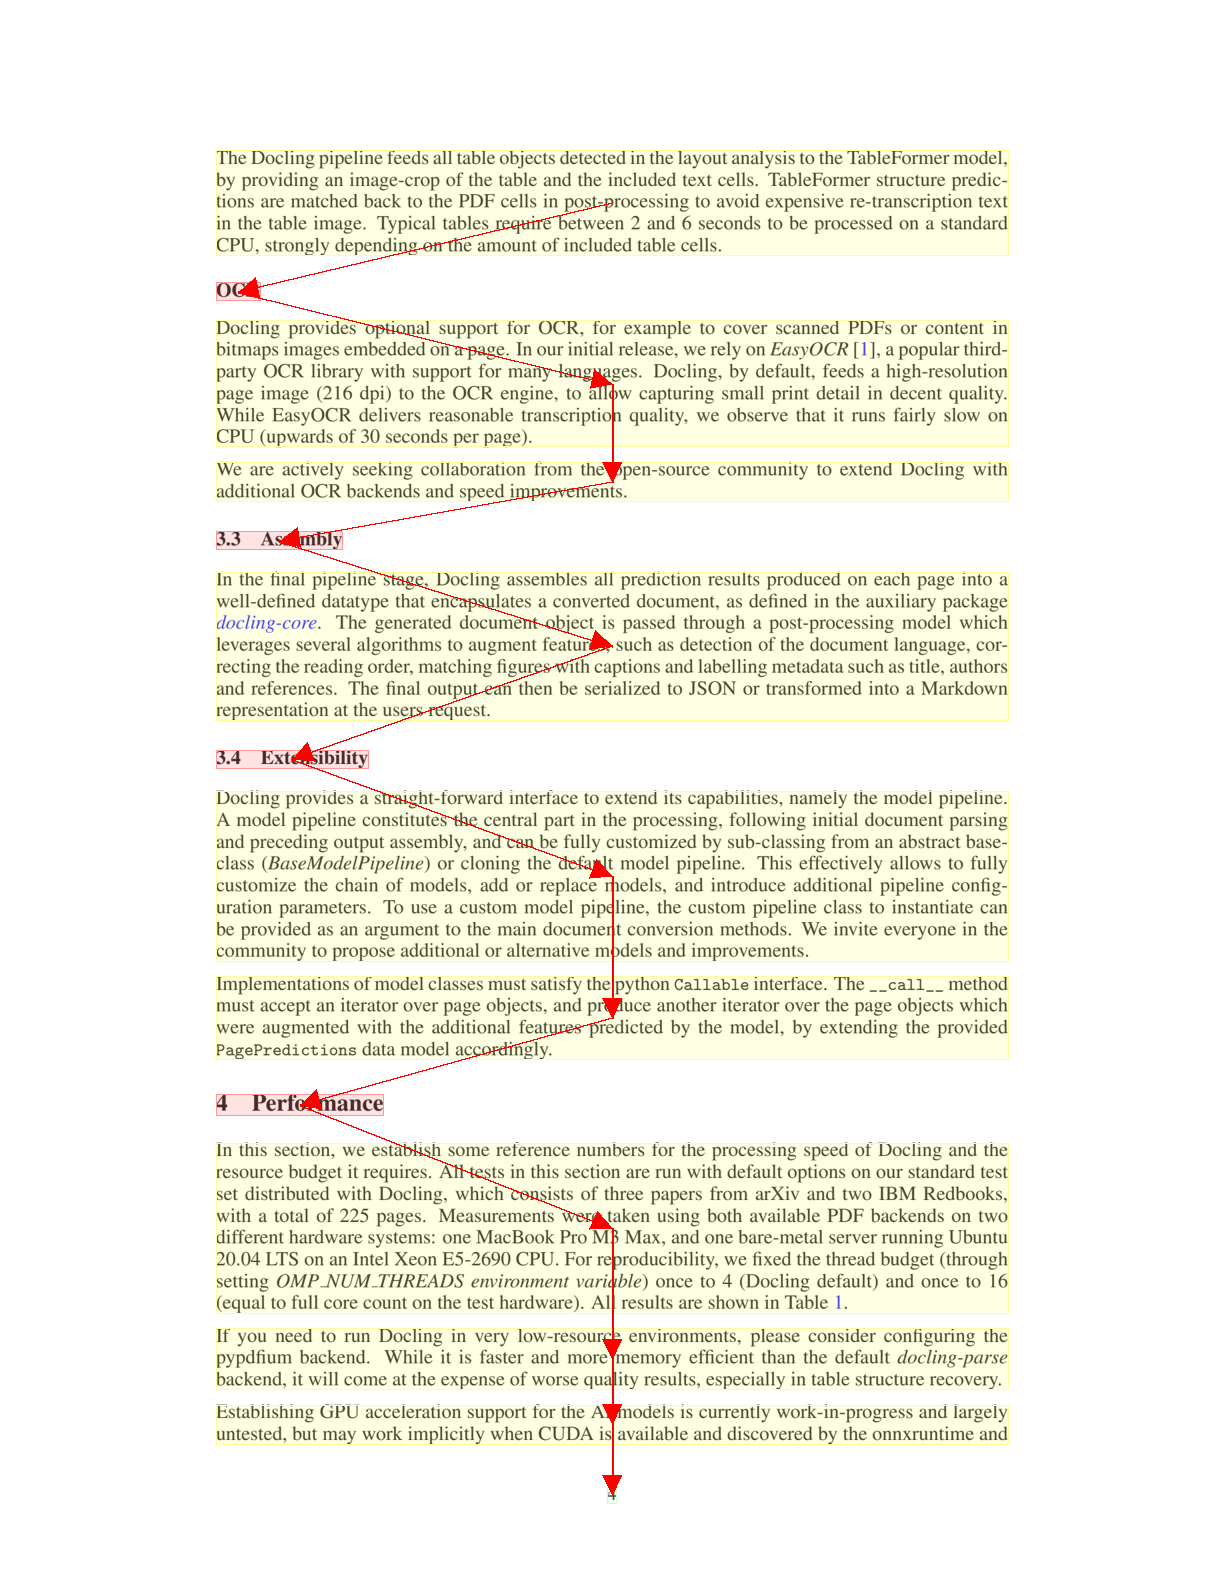 The Docling pipeline feeds all table objects detected in the layout analysis to the TableFormer model,
by providing an image-crop of the table and the included text cells. TableFormer structure predic-
tions are matched back to the PDF cells in post-processing to avoid expensive re-transcription text
in the table image. Typical tables require between 2 and 6 seconds to be processed on a standard
CPU, strongly depending on the amount of included table cells.
OCR
Docling provides optional support for OCR, for example to cover scanned PDFs or content in
bitmaps images embedded on a page. In our initial release, we rely on EasyOCR [1], a popular third-
party OCR library with support for many languages. Docling, by default, feeds a high-resolution
page image (216 dpi) to the OCR engine, to allow capturing small print detail in decent quality.
While EasyOCR delivers reasonable transcription quality, we observe that it runs fairly slow on
CPU (upwards of 30 seconds per page).
We are actively seeking collaboration from the open-source community to extend Docling with
additional OCR backends and speed improvements.
3.3 Assembly
In the final pipeline stage, Docling assembles all prediction results produced on each page into a
well-defined datatype that encapsulates a converted document, as defined in the auxiliary package
docling-core. The generated document object is passed through a post-processing model which
leverages several algorithms to augment features, such as detection of the document language, cor-
recting the reading order, matching figures with captions and labelling metadata such as title, authors
and references. The final output can then be serialized to JSON or transformed into a Markdown
representation at the users request.
3.4 Extensibility
Docling provides a straight-forward interface to extend its capabilities, namely the model pipeline.
A model pipeline constitutes the central part in the processing, following initial document parsing
and preceding output assembly, and can be fully customized by sub-classing from an abstract base-
class (BaseModelPipeline) or cloning the default model pipeline. This effectively allows to fully
customize the chain of models, add or replace models, and introduce additional pipeline config-
uration parameters. To use a custom model pipeline, the custom pipeline class to instantiate can
be provided as an argument to the main document conversion methods. We invite everyone in the
community to propose additional or alternative models and improvements.
Implementations of model classes must satisfy the python Callable interface. The __call__ method
must accept an iterator over page objects, and produce another iterator over the page objects which
were augmented with the additional features predicted by the model, by extending the provided
PagePredictions data model accordingly.
4 Performance
In this section, we establish some reference numbers for the processing speed of Docling and the
resource budget it requires. All tests in this section are run with default options on our standard test
set distributed with Docling, which consists of three papers from arXiv and two IBM Redbooks,
with a total of 225 pages. Measurements were taken using both available PDF backends on two
different hardware systems: one MacBook Pro M3 Max, and one bare-metal server running Ubuntu
20.04 LTS on an Intel Xeon E5-2690 CPU. For reproducibility, we fixed the thread budget (through
setting OMP_NUM_THREADS environment variable) once to 4 (Docling default) and once to 16
(equal to full core count on the test hardware). All results are shown in Table 1.
If you need to run Docling in very low-resource environments, please consider configuring the
pypdfium backend. While it is faster and more memory efficient than the default docling-parse
backend, it will come at the expense of worse quality results, especially in table structure recovery.
Establishing GPU acceleration support for the AI models is currently work-in-progress and largely
untested, but may work implicitly when CUDA is available and discovered by the onnxruntime and
4